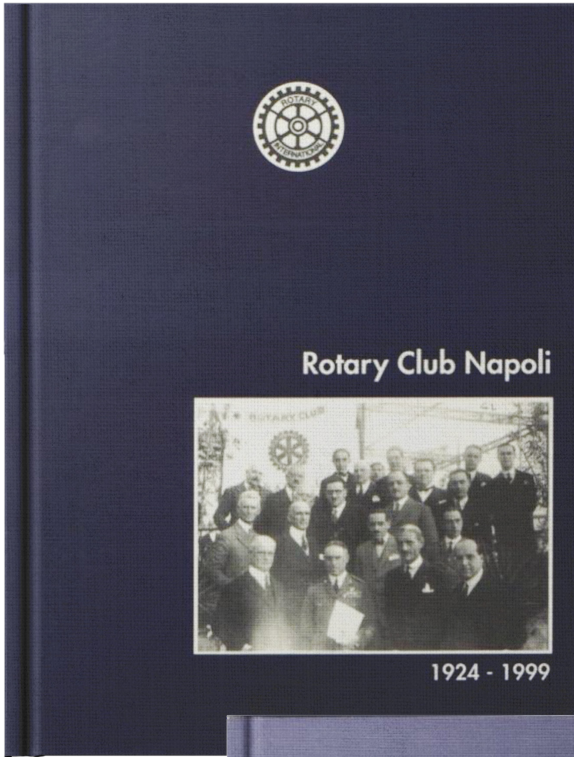 ROTARY
INTERNATIONAL
Rotary Club Napoli
ROTARY CLUB
1924 - 1999